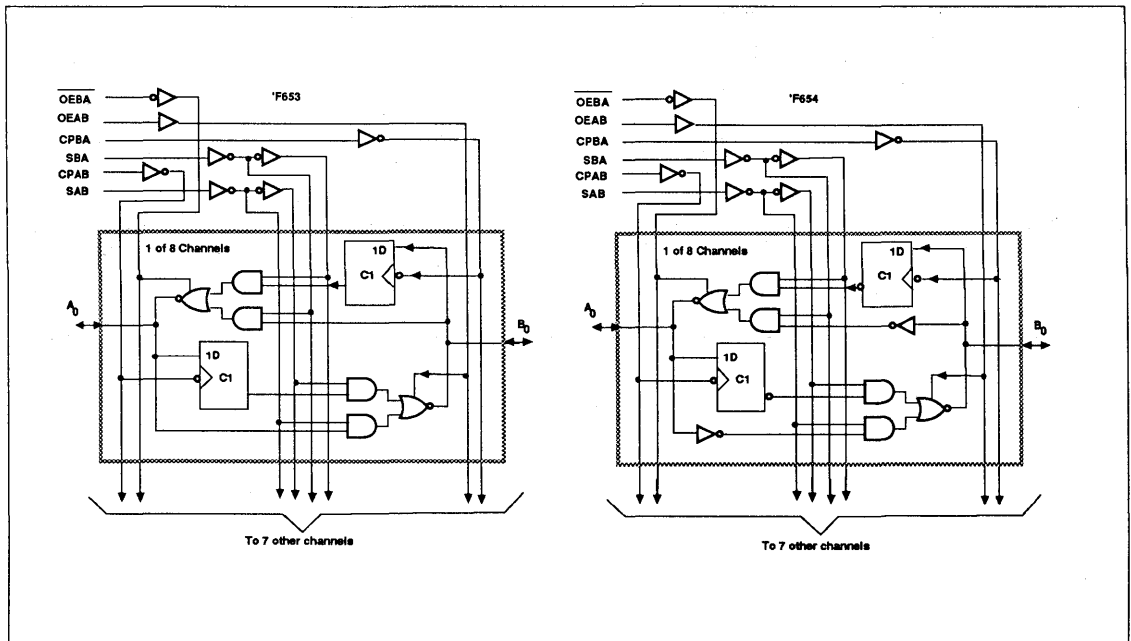 'F653
OEBA
OEAB
CPBA
SBA
CPAB
SAB
1 of 8 Channels
1D
C1
A0
B0
1D
C1
To 7 other channels
'F654
OEBA
OEAB
CPBA
SBA
CPAB
SAB
1 of 8 Channels
1D
C1
A0
B0
1D
C1
To 7 other channels